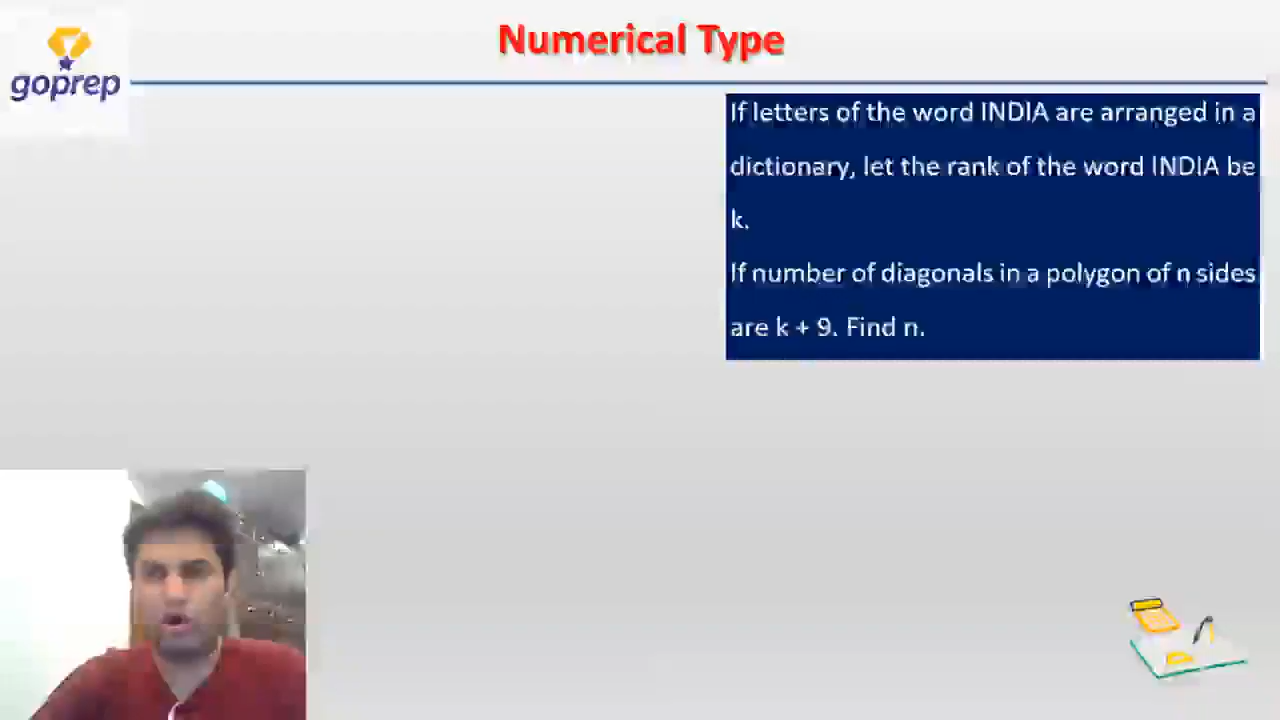 Numerical Type
goprep
If letters of the word INDIA are arranged in a
dictionary, let the rank of the word INDIA be
k.
If number of diagonals in a polygon of n sides
are k + 9. Find n.